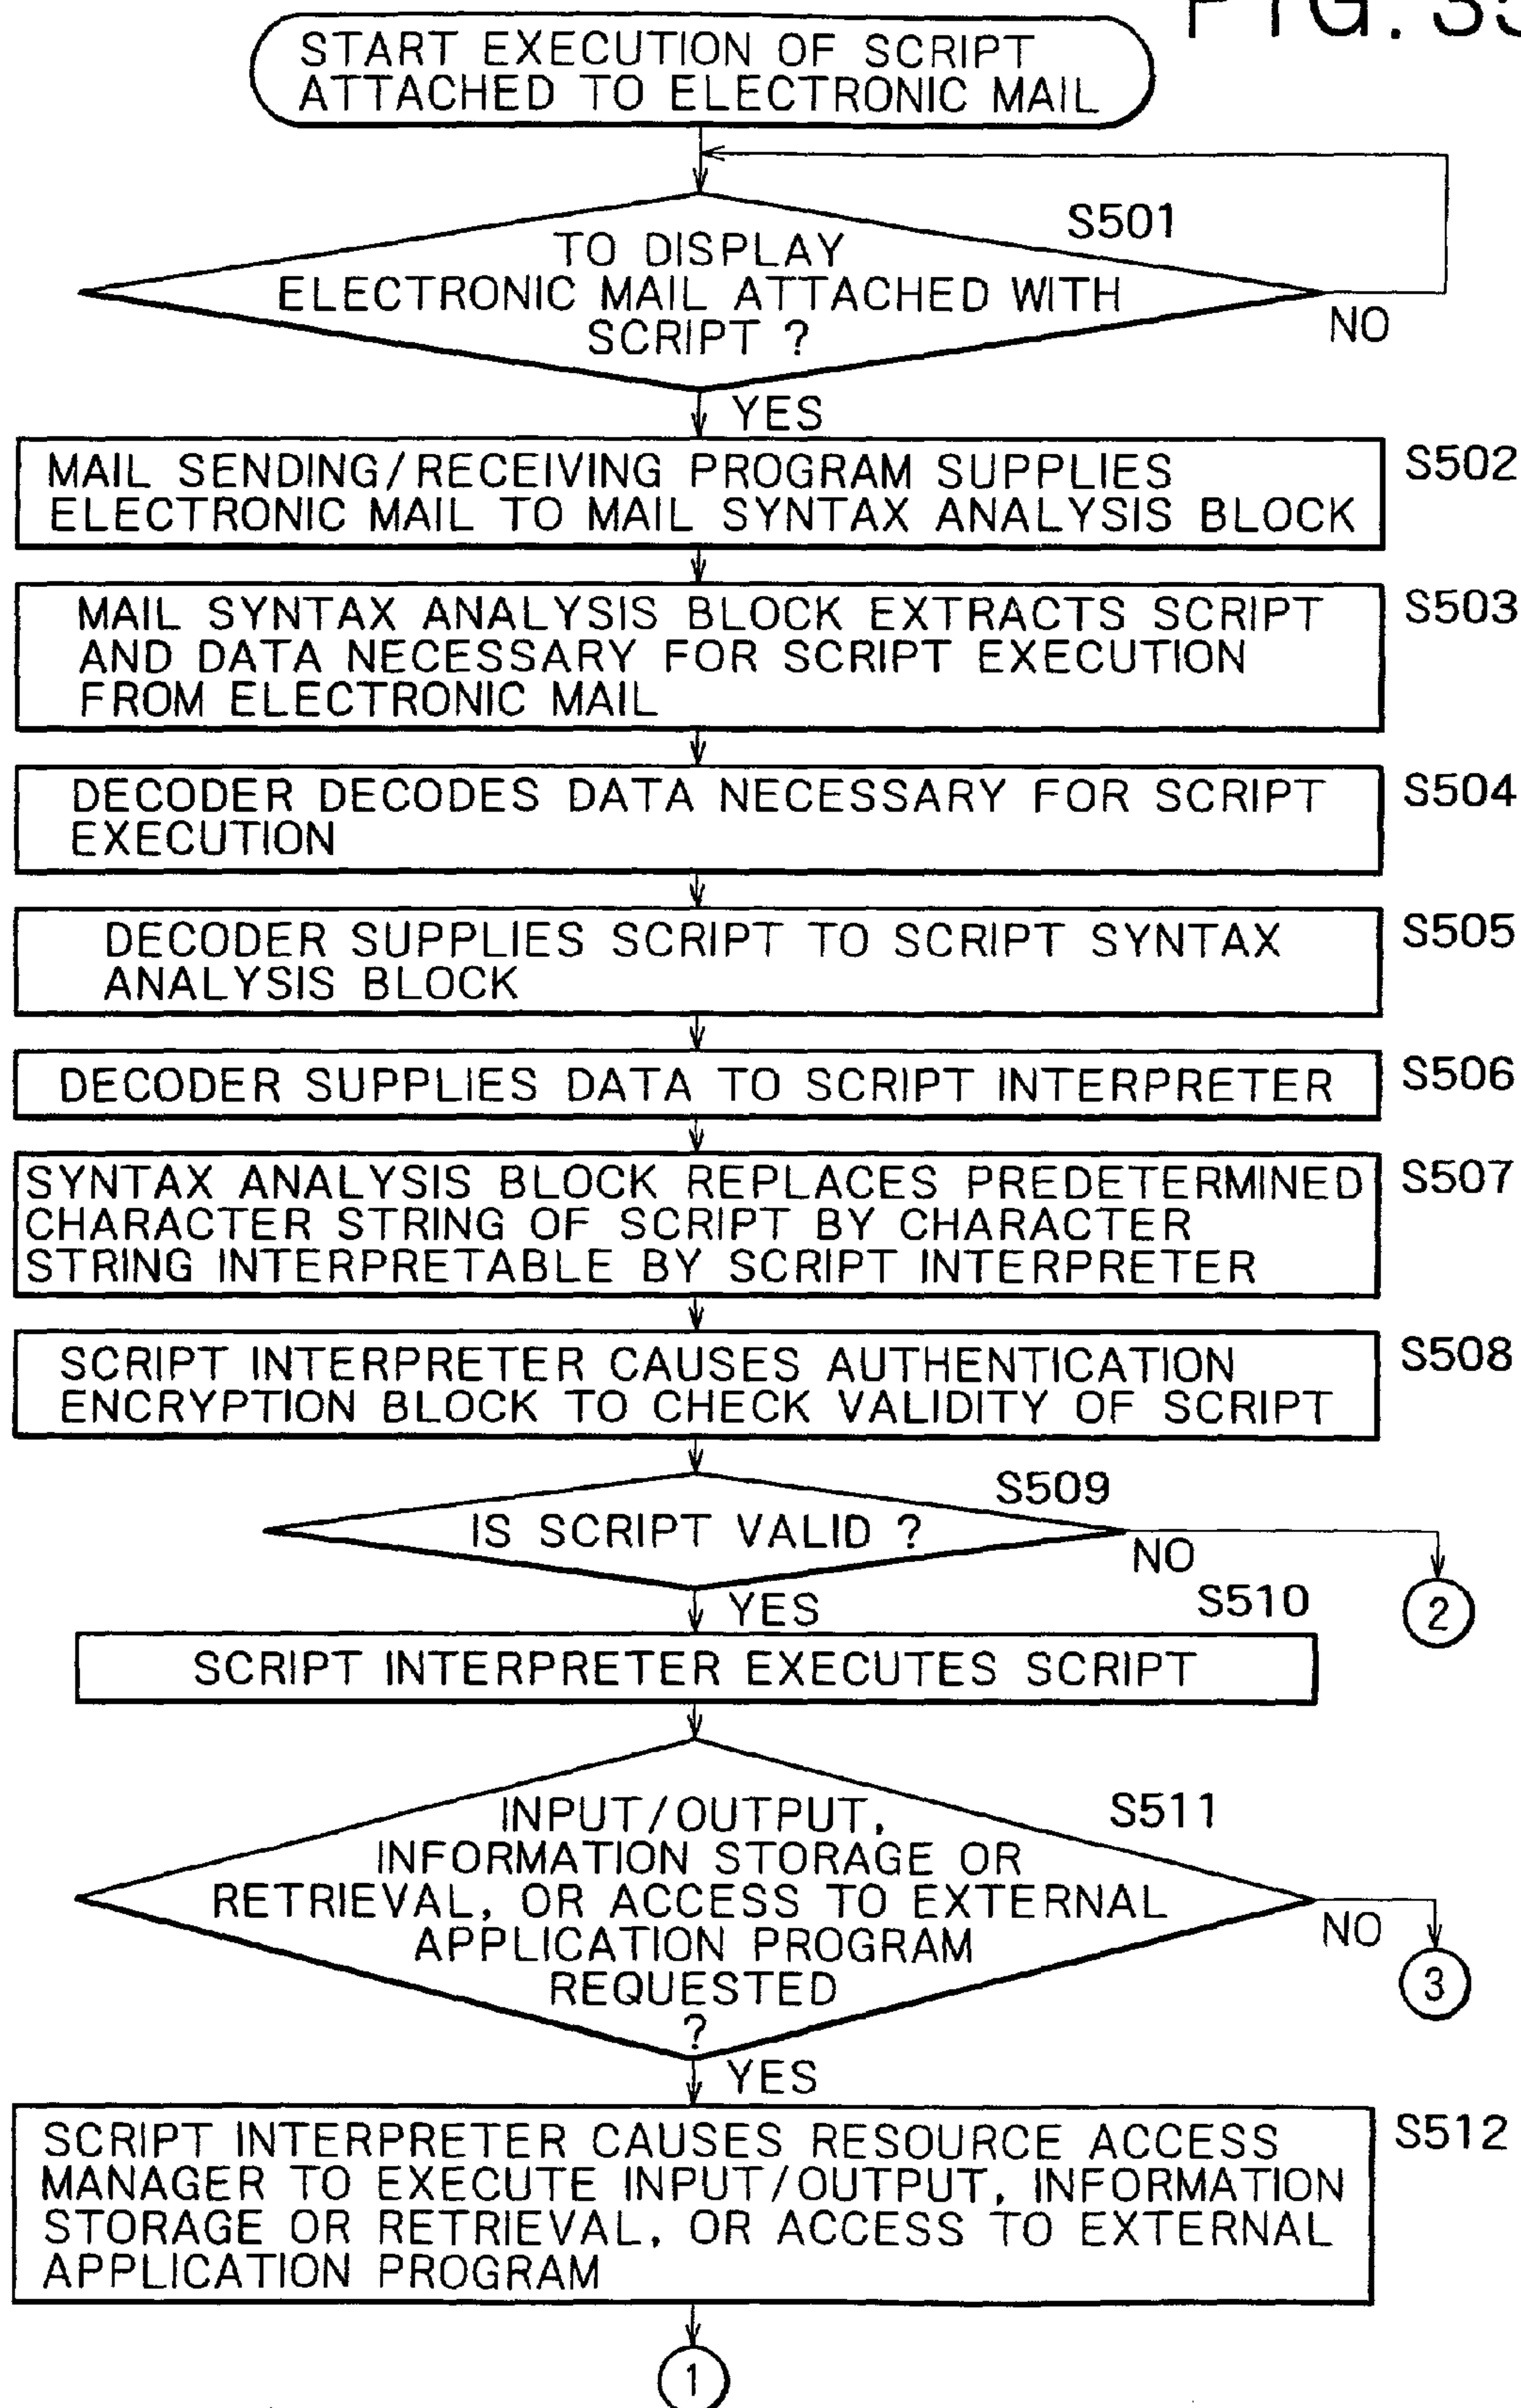 FIG. 35
START EXECUTION OF SCRIPT
ATTACHED TO ELECTRONIC MAIL
S501
TO DISPLAY
ELECTRONIC MAIL ATTACHED WITH
SCRIPT ?
NO
YES
MAIL SENDING/RECEIVING PROGRAM SUPPLIES
ELECTRONIC MAIL TO MAIL SYNTAX ANALYSIS BLOCK
S502
MAIL SYNTAX ANALYSIS BLOCK EXTRACTS SCRIPT
AND DATA NECESSARY FOR SCRIPT EXECUTION
FROM ELECTRONIC MAIL
S503
DECODER DECODES DATA NECESSARY FOR SCRIPT
EXECUTION
S504
DECODER SUPPLIES SCRIPT TO SCRIPT SYNTAX
ANALYSIS BLOCK
S505
DECODER SUPPLIES DATA TO SCRIPT INTERPRETER
S506
SYNTAX ANALYSIS BLOCK REPLACES PREDETERMINED
CHARACTER STRING OF SCRIPT BY CHARACTER
STRING INTERPRETABLE BY SCRIPT INTERPRETER
S507
SCRIPT INTERPRETER CAUSES AUTHENTICATION
ENCRYPTION BLOCK TO CHECK VALIDITY OF SCRIPT
S508
S509
IS SCRIPT VALID ?
NO
2
YES
S510
SCRIPT INTERPRETER EXECUTES SCRIPT
S511
INPUT/OUTPUT,
INFORMATION STORAGE OR
RETRIEVAL, OR ACCESS TO EXTERNAL
APPLICATION PROGRAM
REQUESTED
?
NO
3
YES
SCRIPT INTERPRETER CAUSES RESOURCE ACCESS
MANAGER TO EXECUTE INPUT/OUTPUT, INFORMATION
STORAGE OR RETRIEVAL, OR ACCESS TO EXTERNAL
APPLICATION PROGRAM
S512
1